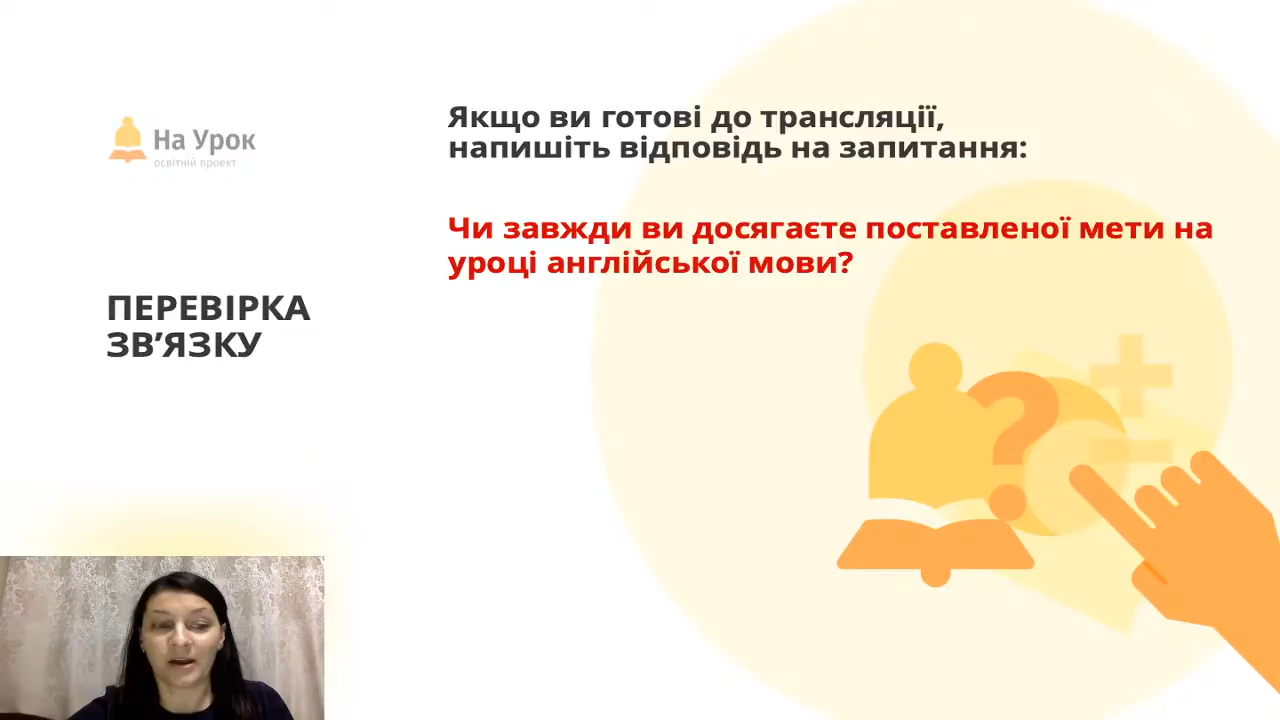 На Урок
освітній проект
ПЕРЕВІРКА
ЗВ’ЯЗКУ
Якщо ви готові до трансляції,
напишіть відповідь на запитання:
Чи завжди ви досягаєте поставленої мети на
уроці англійської мови?